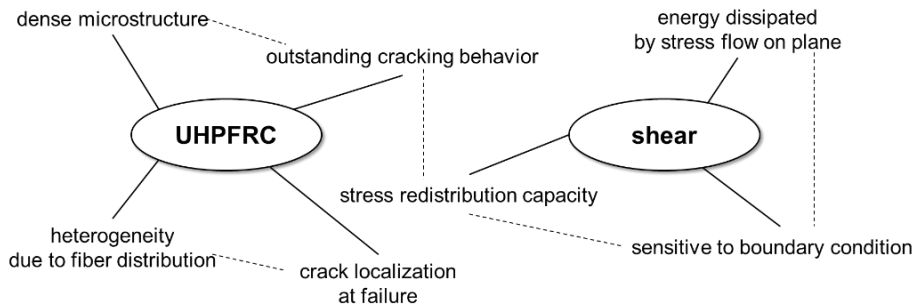 dense microstructure
outstanding cracking behavior
UHPFRC
heterogeneity
due to fiber distribution
crack localization
at failure
energy dissipated
by stress flow on plane
shear
stress redistribution capacity
sensitive to boundary condition